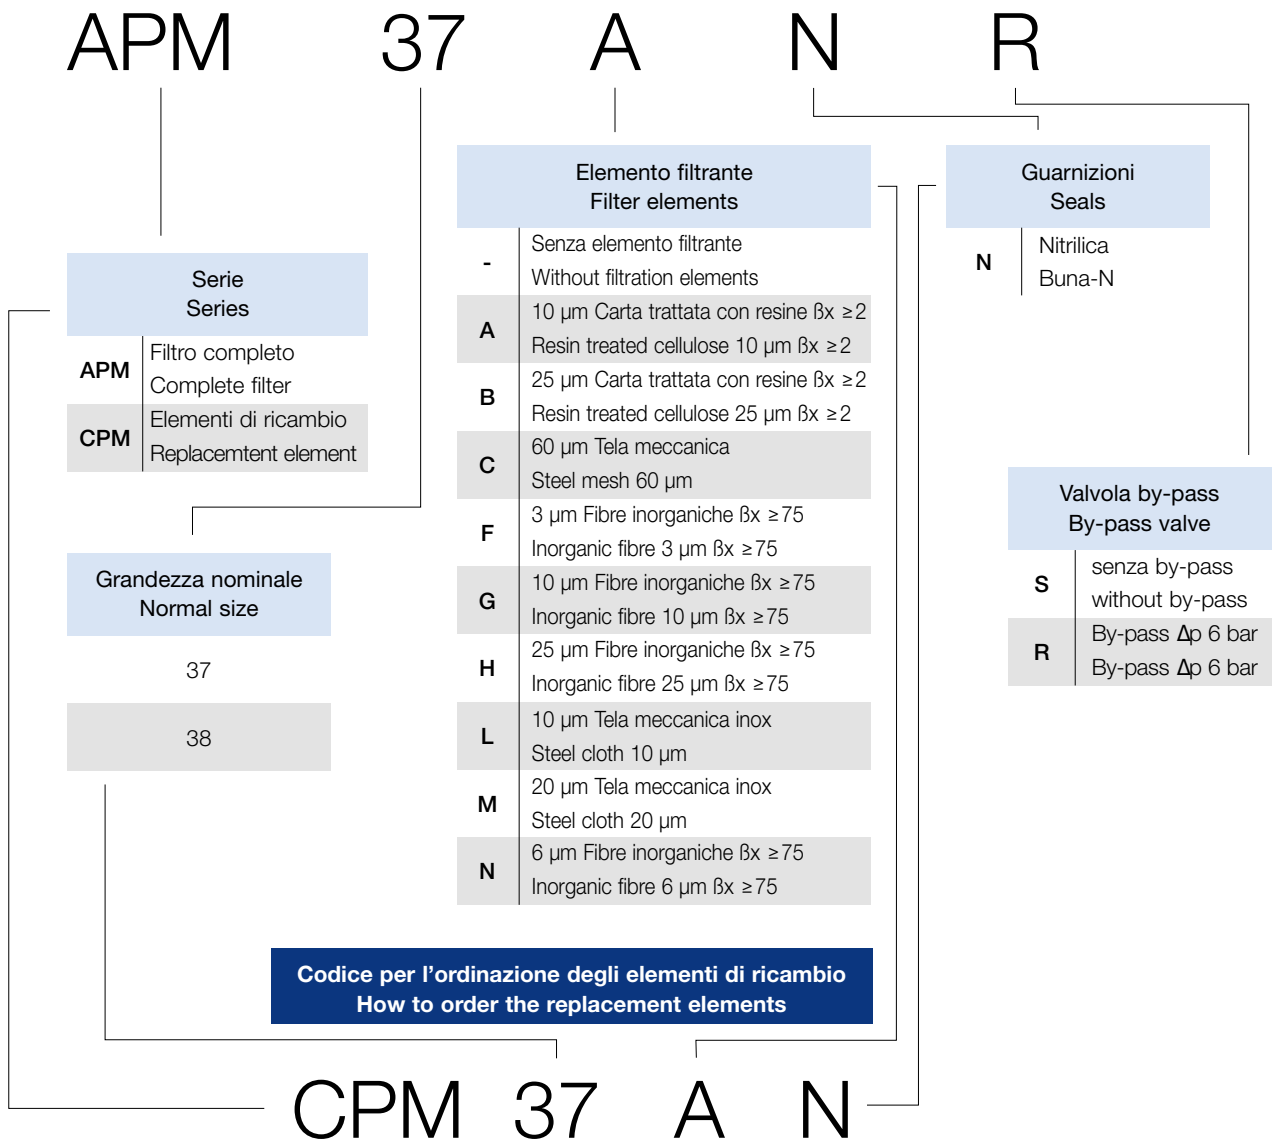 APM 37 A N R
Serie
Series
APM
Filtro completo
Complete filter
CPM
Elementi di ricambio
Replacemtent element
Grandezza nominale
Normal size
37
38
Elemento filtrante
Filter elements
-
Senza elemento filtrante
Without filtration elements
A
10 µm Carta trattata con resine ßx ≥2
Resin treated cellulose 10 µm ßx ≥2
B
25 µm Carta trattata con resine ßx ≥2
Resin treated cellulose 25 µm ßx ≥2
C
60 µm Tela meccanica
Steel mesh 60 µm
F
3 µm Fibre inorganiche ßx ≥75
Inorganic fibre 3 µm ßx ≥75
G
10 µm Fibre inorganiche ßx ≥75
Inorganic fibre 10 µm ßx ≥75
H
25 µm Fibre inorganiche ßx ≥75
Inorganic fibre 25 µm ßx ≥75
L
10 µm Tela meccanica inox
Steel cloth 10 µm
M
20 µm Tela meccanica inox
Steel cloth 20 µm
N
6 µm Fibre inorganiche ßx ≥75
Inorganic fibre 6 µm ßx ≥75
Guarnizioni
Seals
N
Nitrilica
Buna-N
Valvola by-pass
By-pass valve
S
senza by-pass
without by-pass
R
By-pass Δp 6 bar
By-pass Δp 6 bar
Codice per l'ordinazione degli elementi di ricambio
How to order the replacement elements
CPM 37 A N